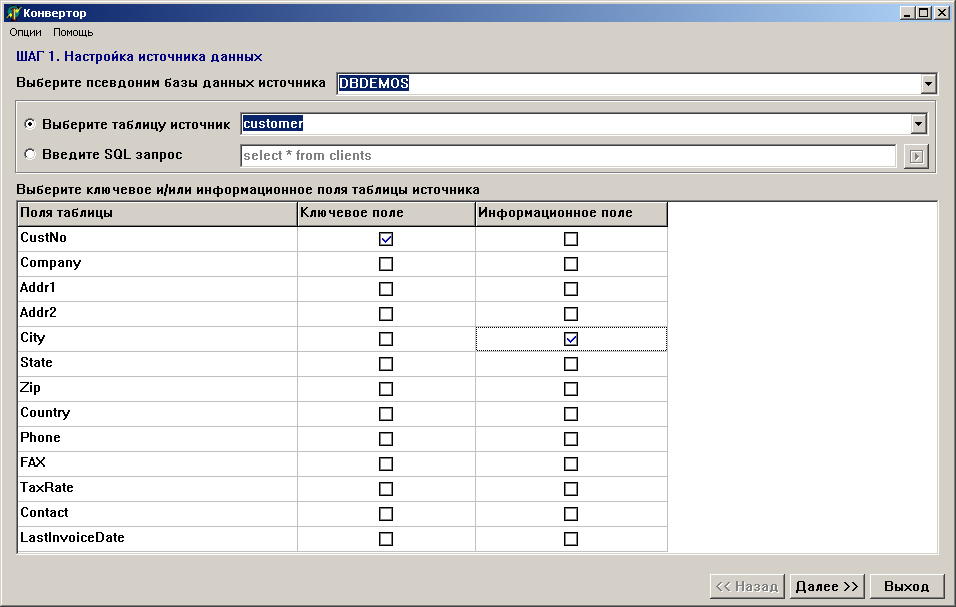 Конвертор
Опции Помощь
ШАГ 1. Настройка источника данных
Выберите псевдоним базы данных источника DBDEMOS
Выберите таблицу источник customer
Введите SQL запрос select * from clients
Выберите ключевое и/или информационное поля таблицы источника
Поля таблицы Ключевое поле Информационное поле
CustNo
Company
Addr1
Addr2
City
State
Zip
Country
Phone
FAX
TaxRate
Contact
LastInvoiceDate
<< Назад Далее >> Выход